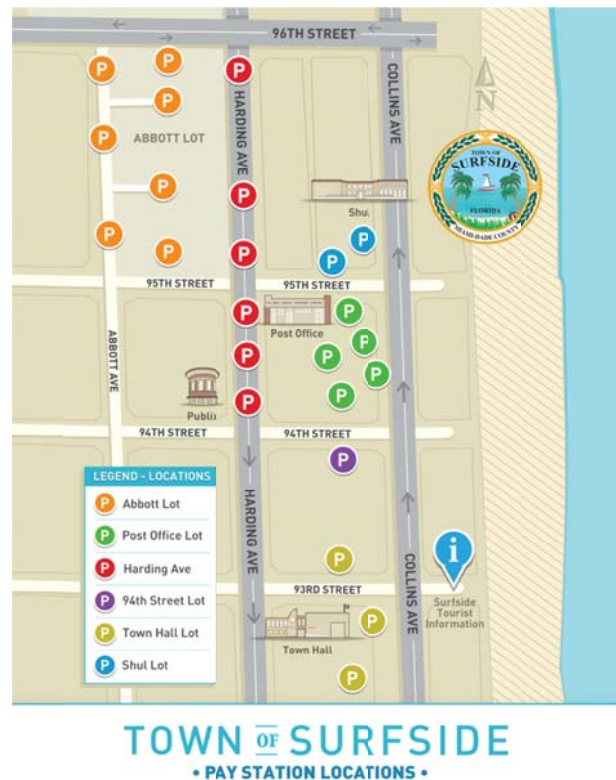 96TH STREET
P
P
P
HARDING AVE
COLLINS AVE
N
P
ABBOTT LOT
P
TOWN OF
SURFSIDE
FLORIDA
MIAMI-DADE COUNTY
P
P
Shul
P
P
P
P
P
95TH STREET
95TH STREET
P
P
Post Office
ABBOTT AVE
P
P
P
P
P
P
Publix
94TH STREET
94TH STREET
P
LEGEND - LOCATIONS
P Abbott Lot
P Post Office Lot
P Harding Ave
P 94th Street Lot
P Town Hall Lot
P Shul Lot
HARDING AVE
COLLINS AVE
i
P
93RD STREET
Surfside
Tourist
Information
P
Town Hall
P
TOWN OF SURFSIDE
• PAY STATION LOCATIONS •